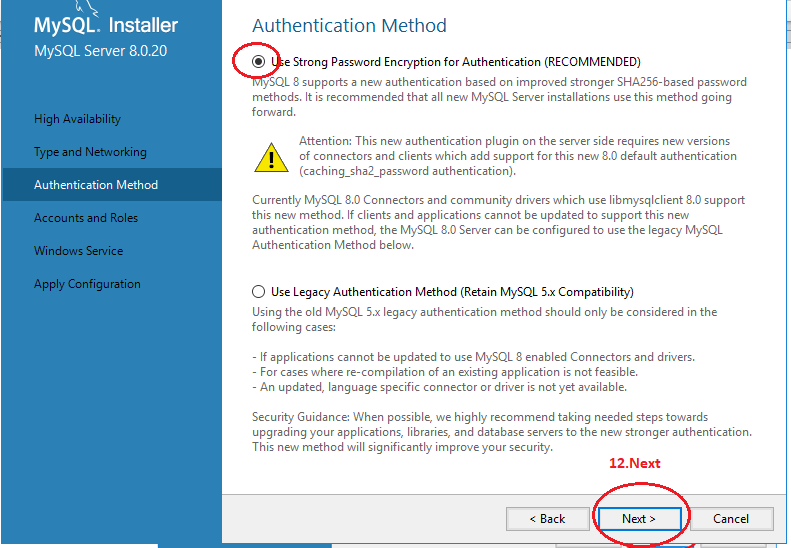 MySQL. Installer
MySQL Server 8.0.20
High Availability
Type and Networking
Authentication Method
Accounts and Roles
Windows Service
Apply Configuration
Authentication Method
Use Strong Password Encryption for Authentication (RECOMMENDED)
MySQL 8 supports a new authentication based on improved stronger SHA256-based password
methods. It is recommended that all new MySQL Server installations use this method going
forward.
Attention: This new authentication plugin on the server side requires new versions
of connectors and clients which add support for this new 8.0 default authentication
(caching_sha2_password authentication).
Currently MySQL 8.0 Connectors and community drivers which use libmysqlclient 8.0 support
this new method. If clients and applications cannot be updated to support this new
authentication method, the MySQL 8.0 Server can be configured to use the legacy MySQL
Authentication Method below.
Use Legacy Authentication Method (Retain MySQL 5.x Compatibility)
Using the old MySQL 5.x legacy authentication method should only be considered in the
following cases:
- If applications cannot be updated to use MySQL 8 enabled Connectors and drivers.
- For cases where re-compilation of an existing application is not feasible.
- An updated, language specific connector or driver is not yet available.
Security Guidance: When possible, we highly recommend taking needed steps towards
upgrading your applications, libraries, and database servers to the new stronger authentication.
This new method will significantly improve your security.
12.Next
< Back
Next >
Cancel